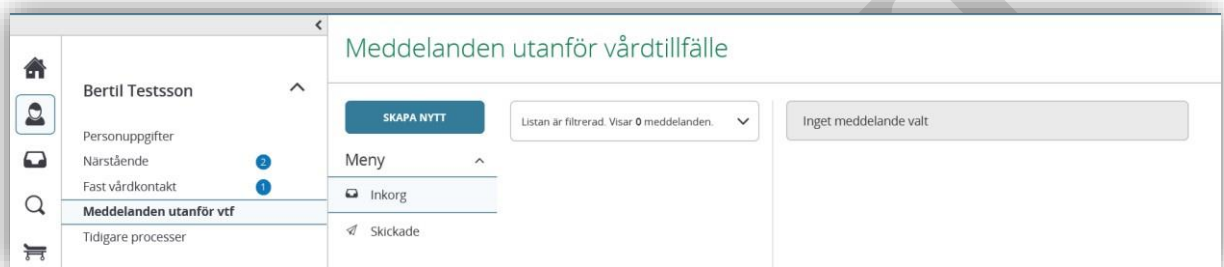 Bertil Testsson
Personuppgifter
Närstående 2
Fast vårdkontakt 1
Meddelanden utanför vtf
Tidigare processer
Meddelanden utanför vårdtillfälle
SKAPA NYTT
Meny
Inkorg
Skickade
Listan är filtrerad. Visar 0 meddelanden.
Inget meddelande valt